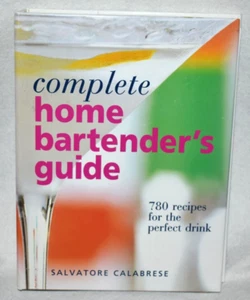 complete
home
bartender's
guide
780 recipes
for the
perfect drink
SALVATORE CALABRESE